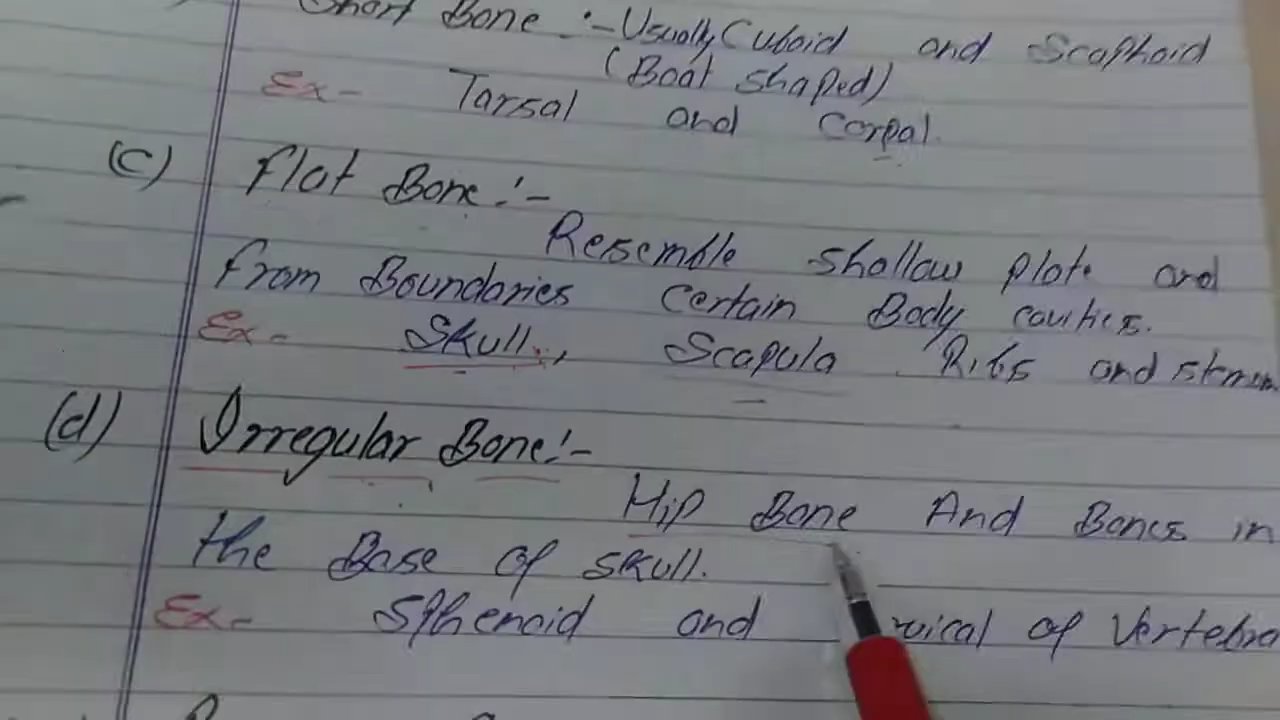 Short Bone :- Usually Cuboid and Scaphoid
(Boat shaped)
Ex- Tarsal and Carpal.
(c) Flat Bone :-
Resemble shallow plate and
from Boundaries certain Body cavities.
Ex- Skull, Scapula Ribs and
(d) Irregular Bone :-
Hip Bone And Bones in
the Base of skull.
Ex- Sphenoid and of Vertebra